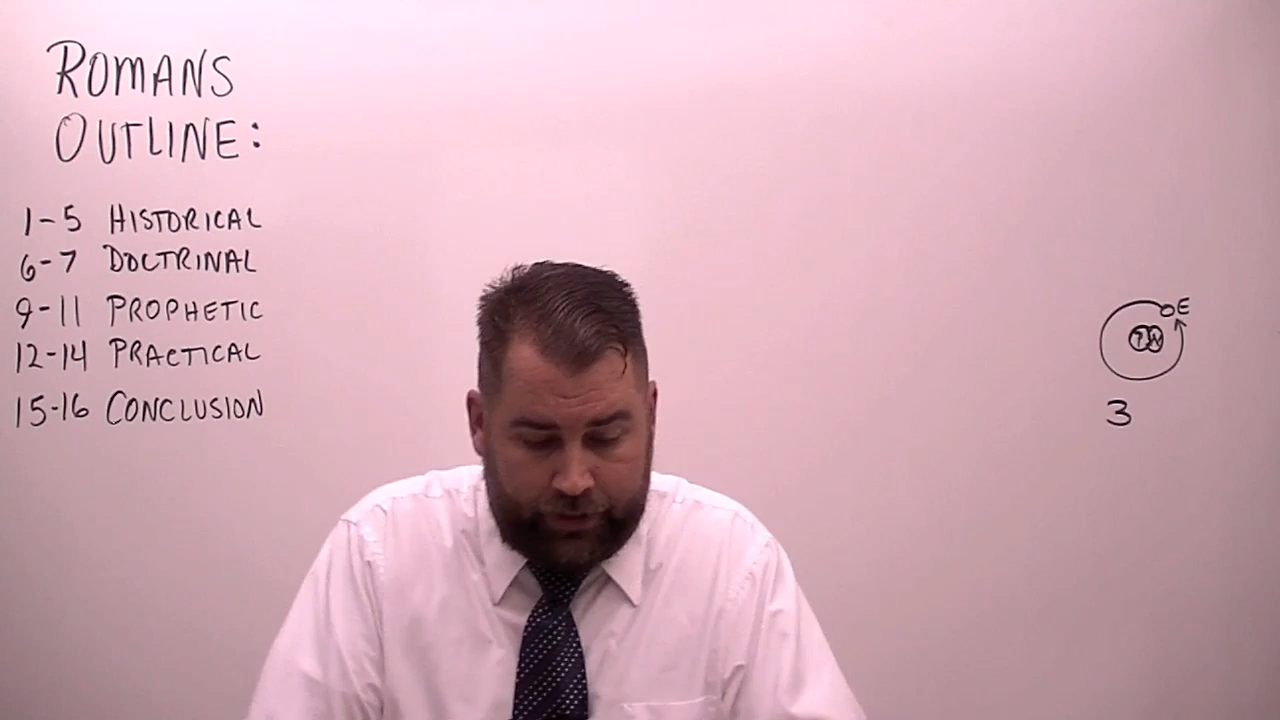 ROMANS
OUTLINE:
1-5 HISTORICAL
6-7 DOCTRINAL
9-11 PROPHETIC
12-14 PRACTICAL
15-16 CONCLUSION
E
N
3